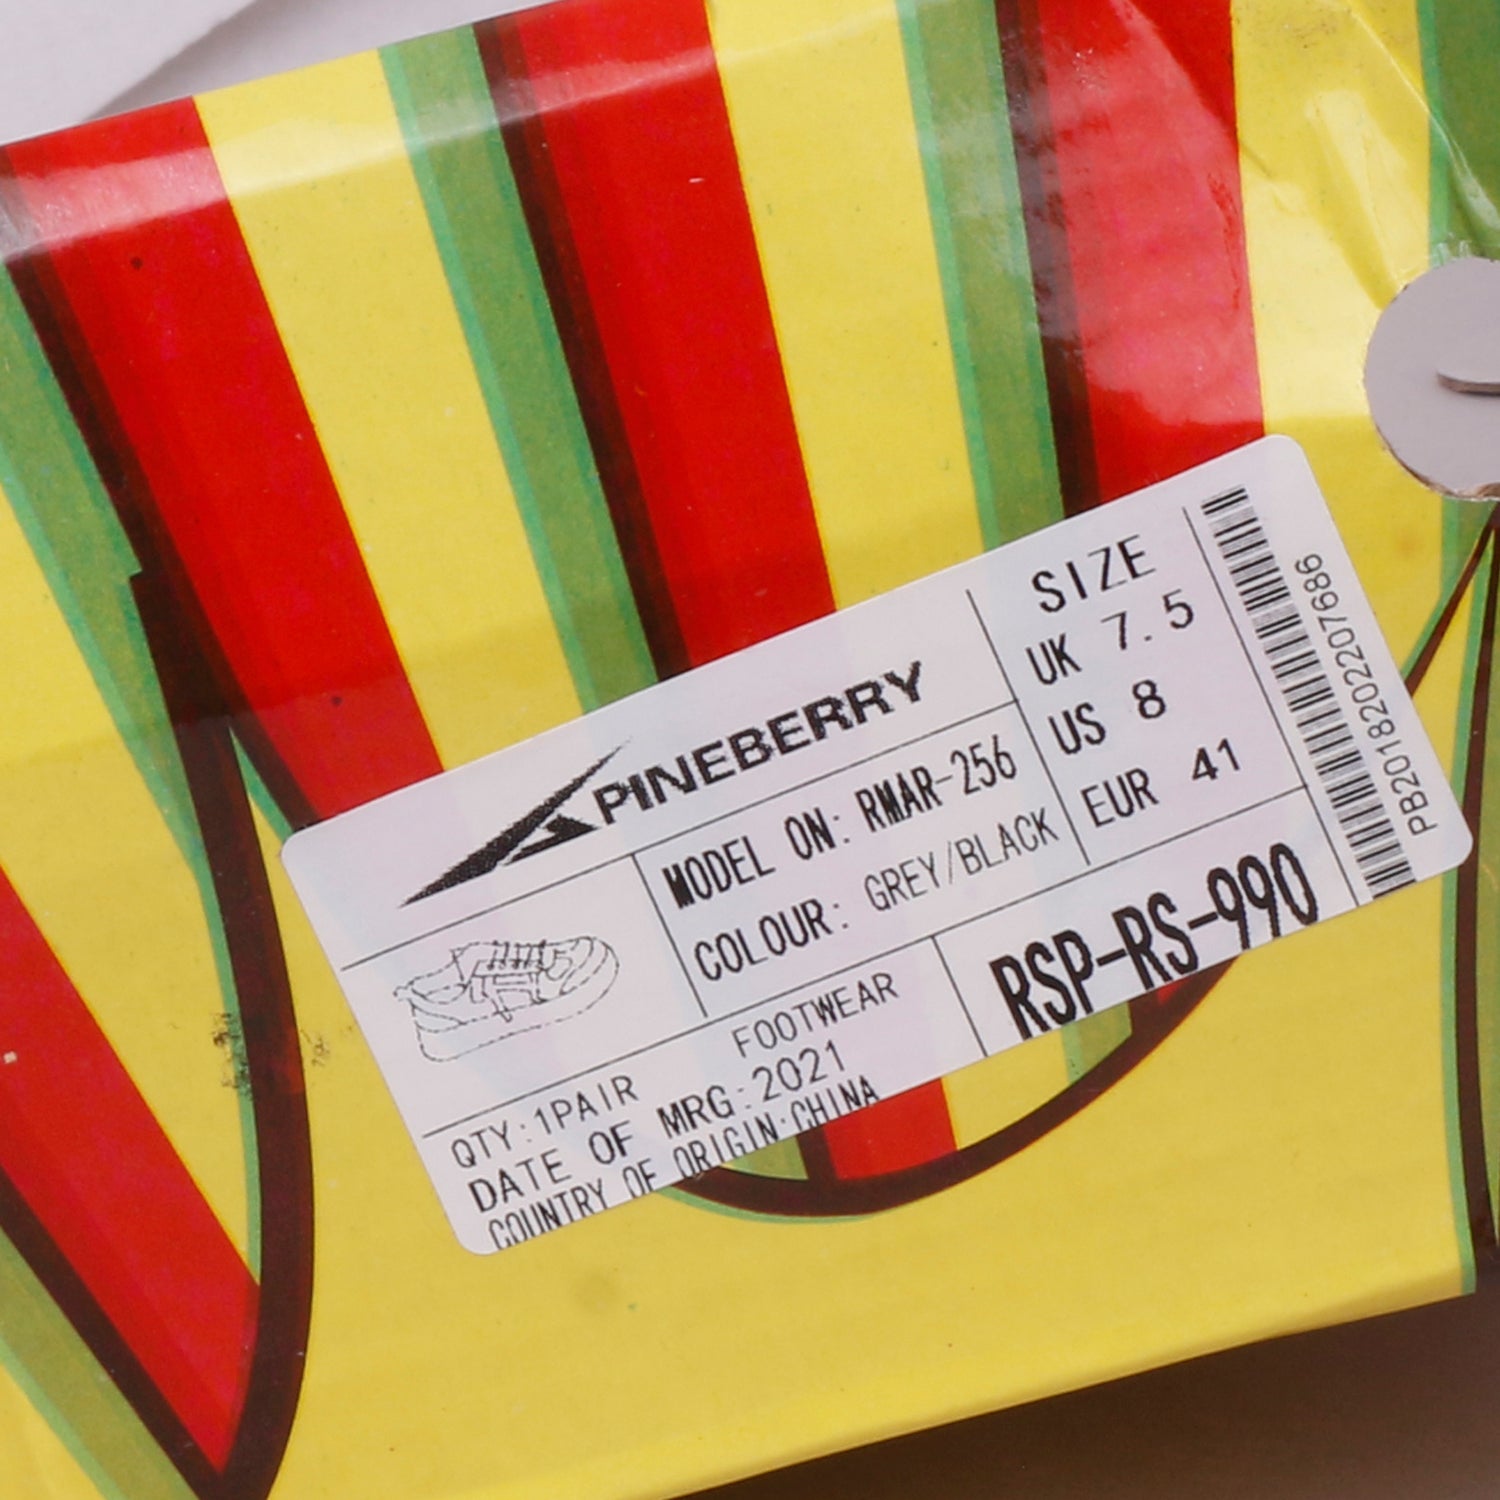 PINEBERRY
MODEL ON: RMAR-256
COLOUR: GREY/BLACK
SIZE
UK 7.5
US 8
EUR 41
FOOTWEAR
QTY:1PAIR
DATE OF MRG:2021
COUNTRY OF ORIGIN:CHINA
RSP-RS-990
PB2018202207686